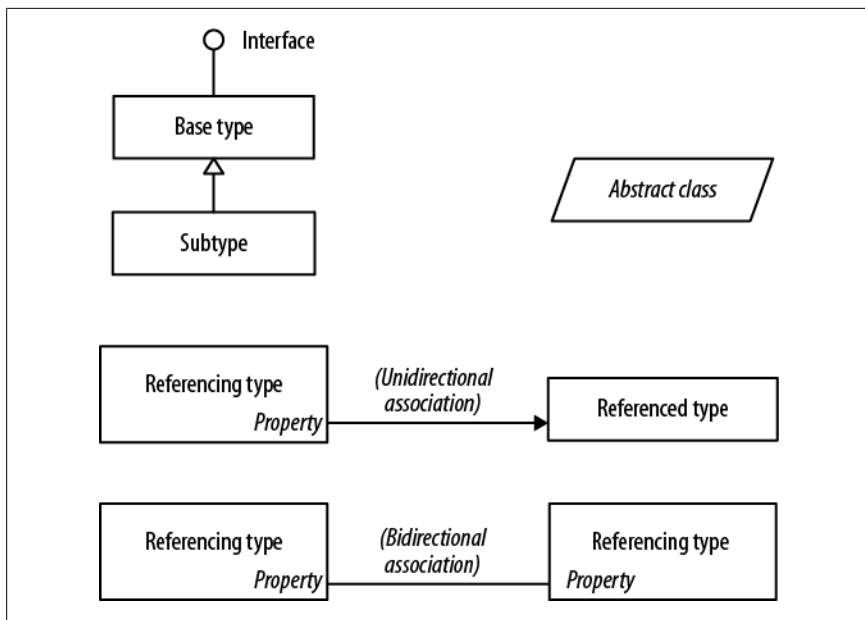 Interface
Base type
Abstract class
Subtype
Referencing type
Property
(Unidirectional
association)
Referenced type
Referencing type
Property
(Bidirectional
association)
Referencing type
Property